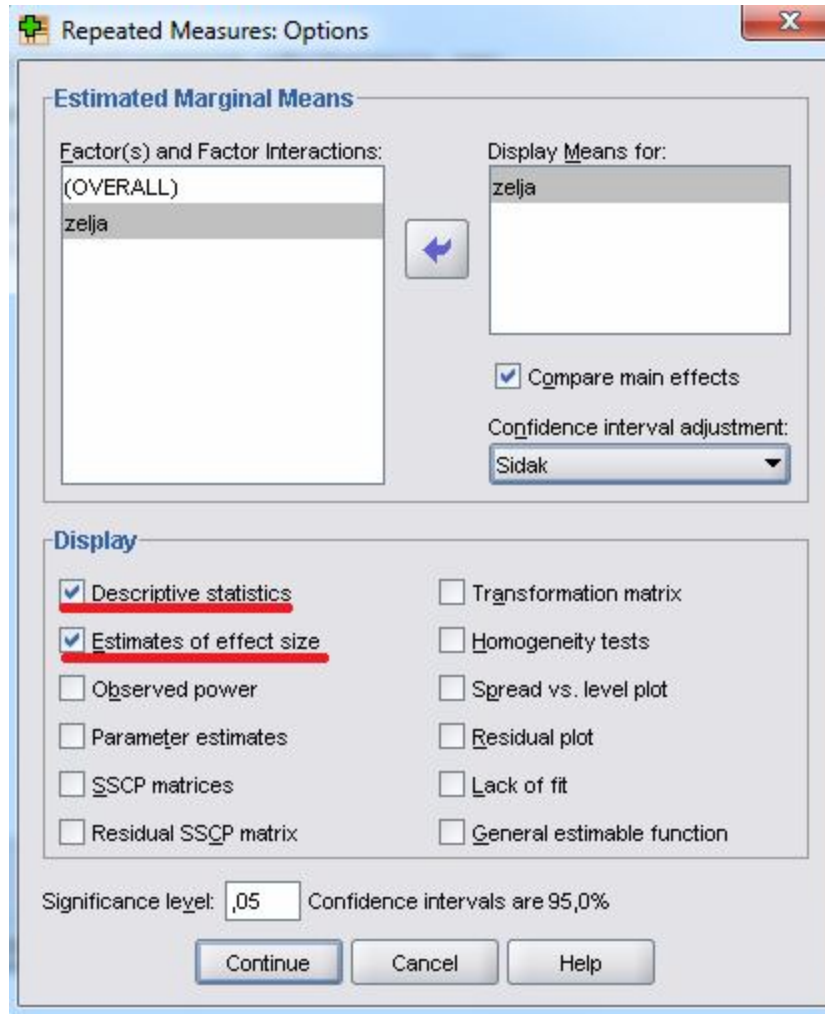 Repeated Measures: Options
Estimated Marginal Means
Factor(s) and Factor Interactions:
(OVERALL)
zelja
Display Means for:
zelja
Compare main effects
Confidence interval adjustment:
Sidak
Display
Descriptive statistics
Transformation matrix
Estimates of effect size
Homogeneity tests
Observed power
Spread vs. level plot
Parameter estimates
Residual plot
SSCP matrices
Lack of fit
Residual SSCP matrix
General estimable function
Significance level: ,05 Confidence intervals are 95,0%
Continue Cancel Help